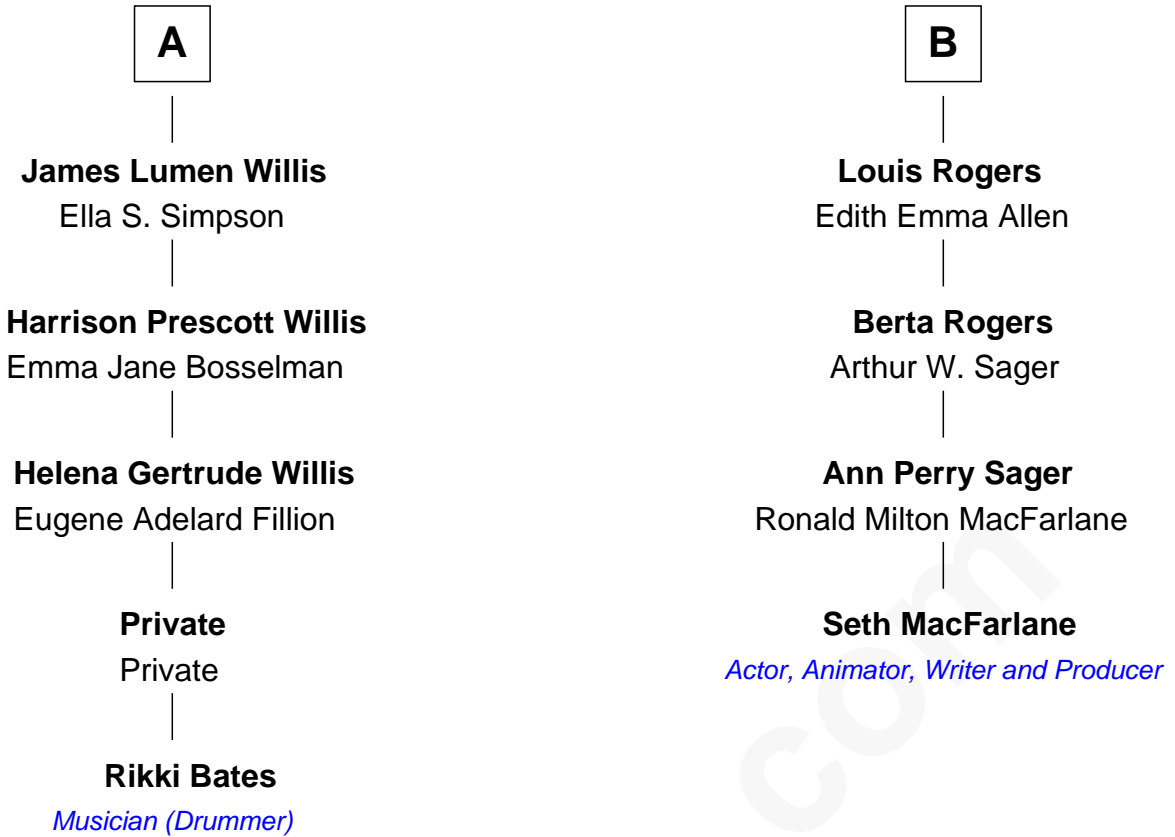 A
James Lumen Willis
Ella S. Simpson
Harrison Prescott Willis
Emma Jane Bosselman
Helena Gertrude Willis
Eugene Adelard Fillion
Private
Private
Rikki Bates
Musician (Drummer)
B
Louis Rogers
Edith Emma Allen
Berta Rogers
Arthur W. Sager
Ann Perry Sager
Ronald Milton MacFarlane
Seth MacFarlane
Actor, Animator, Writer and Producer
com